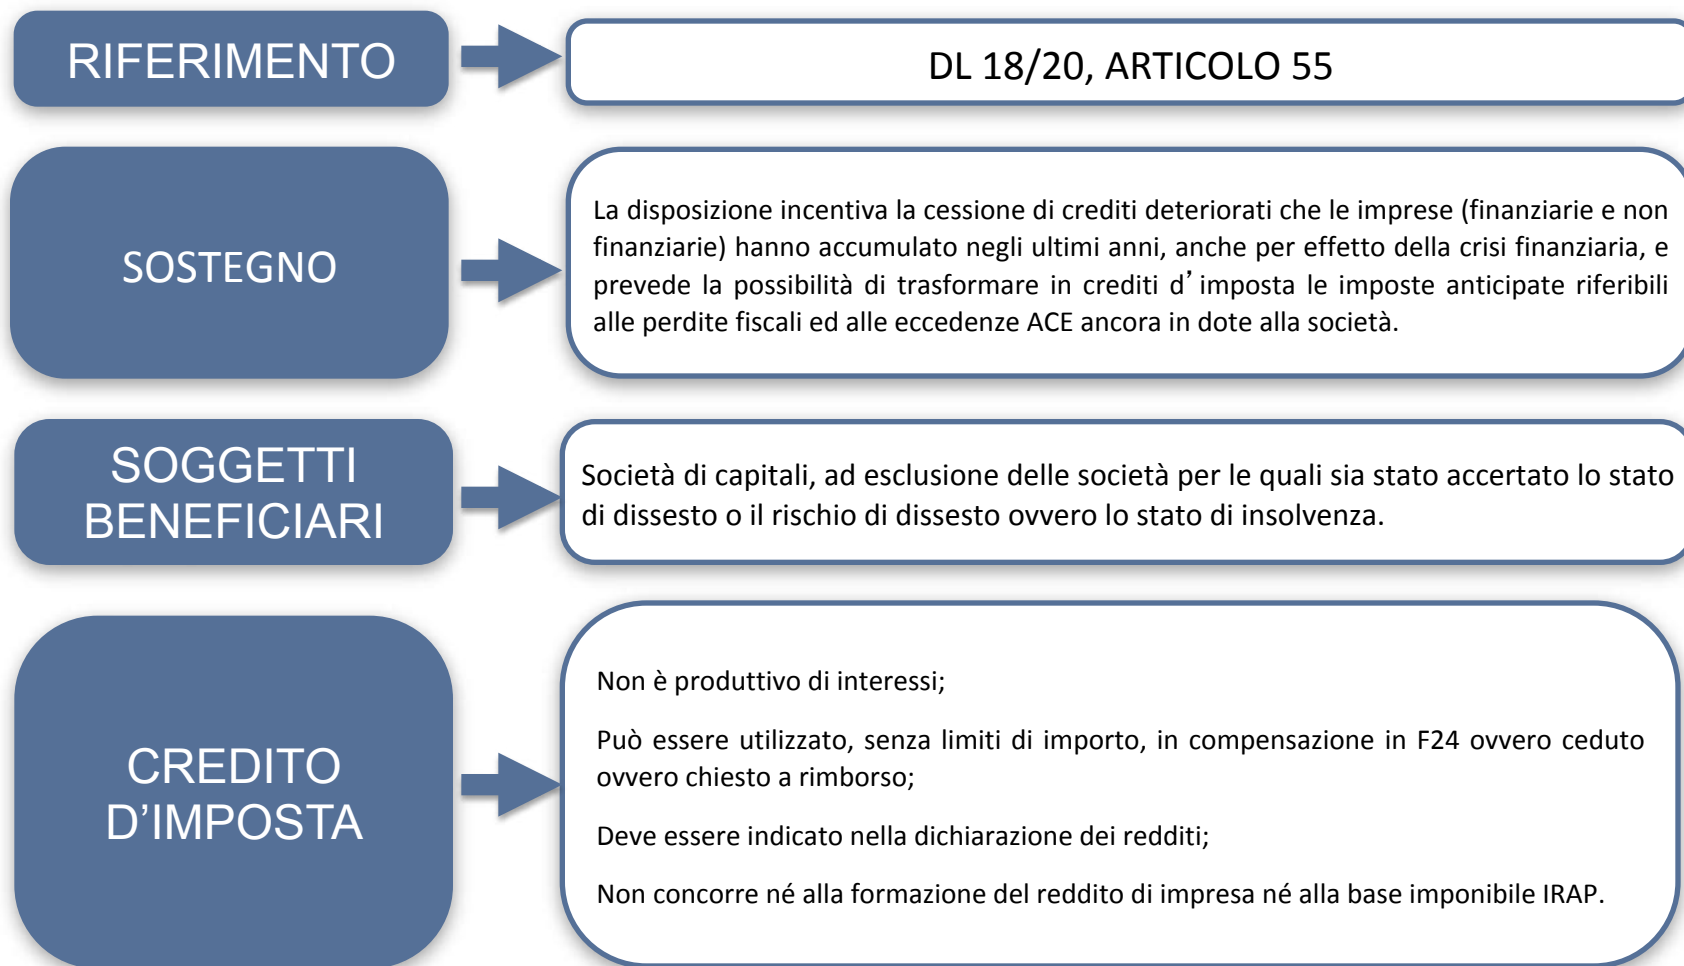 RIFERIMENTO
DL 18/20, ARTICOLO 55
SOSTEGNO
La disposizione incentiva la cessione di crediti deteriorati che le imprese (finanziarie e non
finanziarie) hanno accumulato negli ultimi anni, anche per effetto della crisi finanziaria, e
prevede la possibilità di trasformare in crediti d’imposta le imposte anticipate riferibili
alle perdite fiscali ed alle eccedenze ACE ancora in dote alla società.
SOGGETTI
BENEFICIARI
Società di capitali, ad esclusione delle società per le quali sia stato accertato lo stato
di dissesto o il rischio di dissesto ovvero lo stato di insolvenza.
CREDITO
D’IMPOSTA
Non è produttivo di interessi;
Può essere utilizzato, senza limiti di importo, in compensazione in F24 ovvero ceduto
ovvero chiesto a rimborso;
Deve essere indicato nella dichiarazione dei redditi;
Non concorre né alla formazione del reddito di impresa né alla base imponibile IRAP.